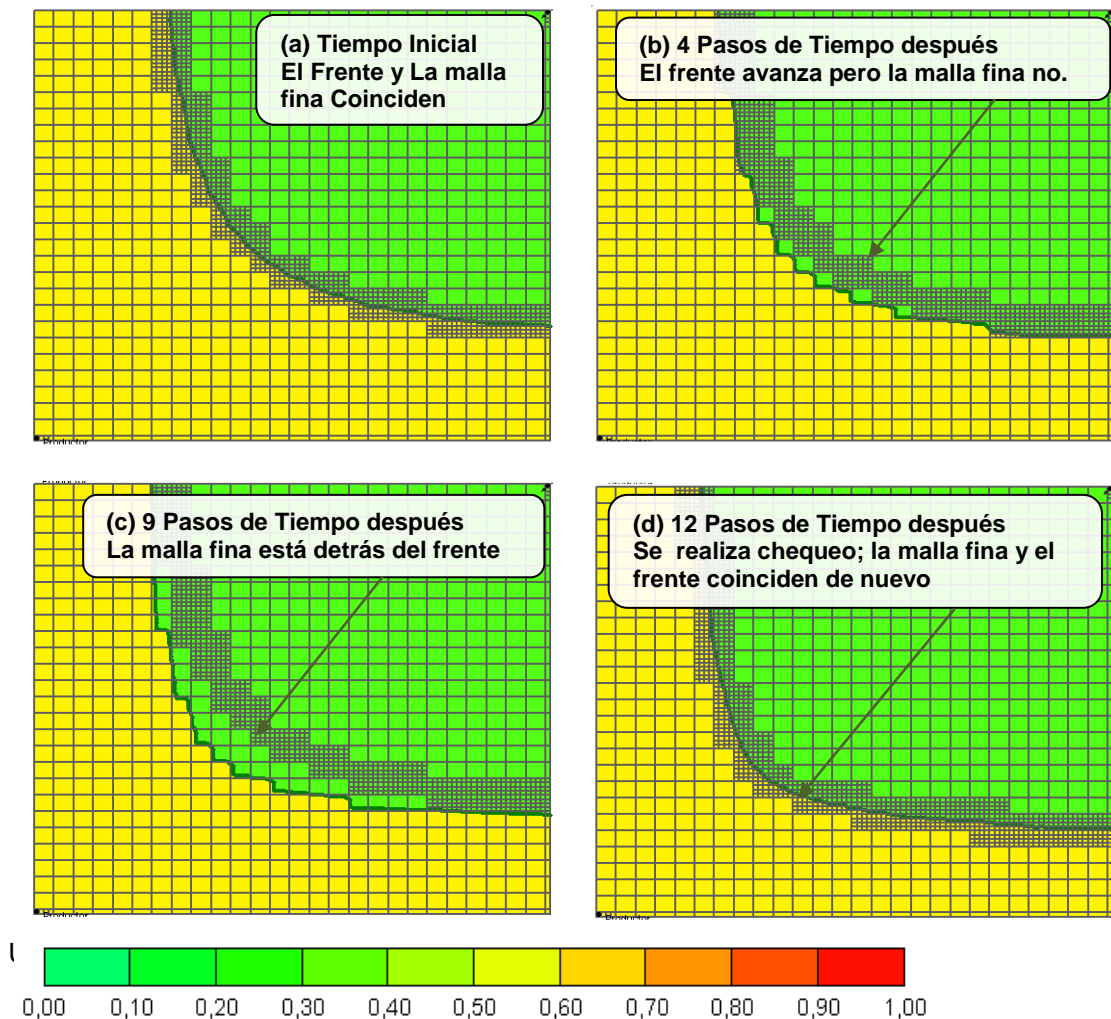 (a) Tiempo Inicial
El Frente y La malla
fina Coinciden
(b) 4 Pasos de Tiempo después
El frente avanza pero la malla fina no.
Productor
(c) 9 Pasos de Tiempo después
La malla fina está detrás del frente
(d) 12 Pasos de Tiempo después
Se realiza chequeo; la malla fina y el
frente coinciden de nuevo
Productor
0,00 0,10 0,20 0,30 0,40 0,50 0,60 0,70 0,80 0,90 1,00